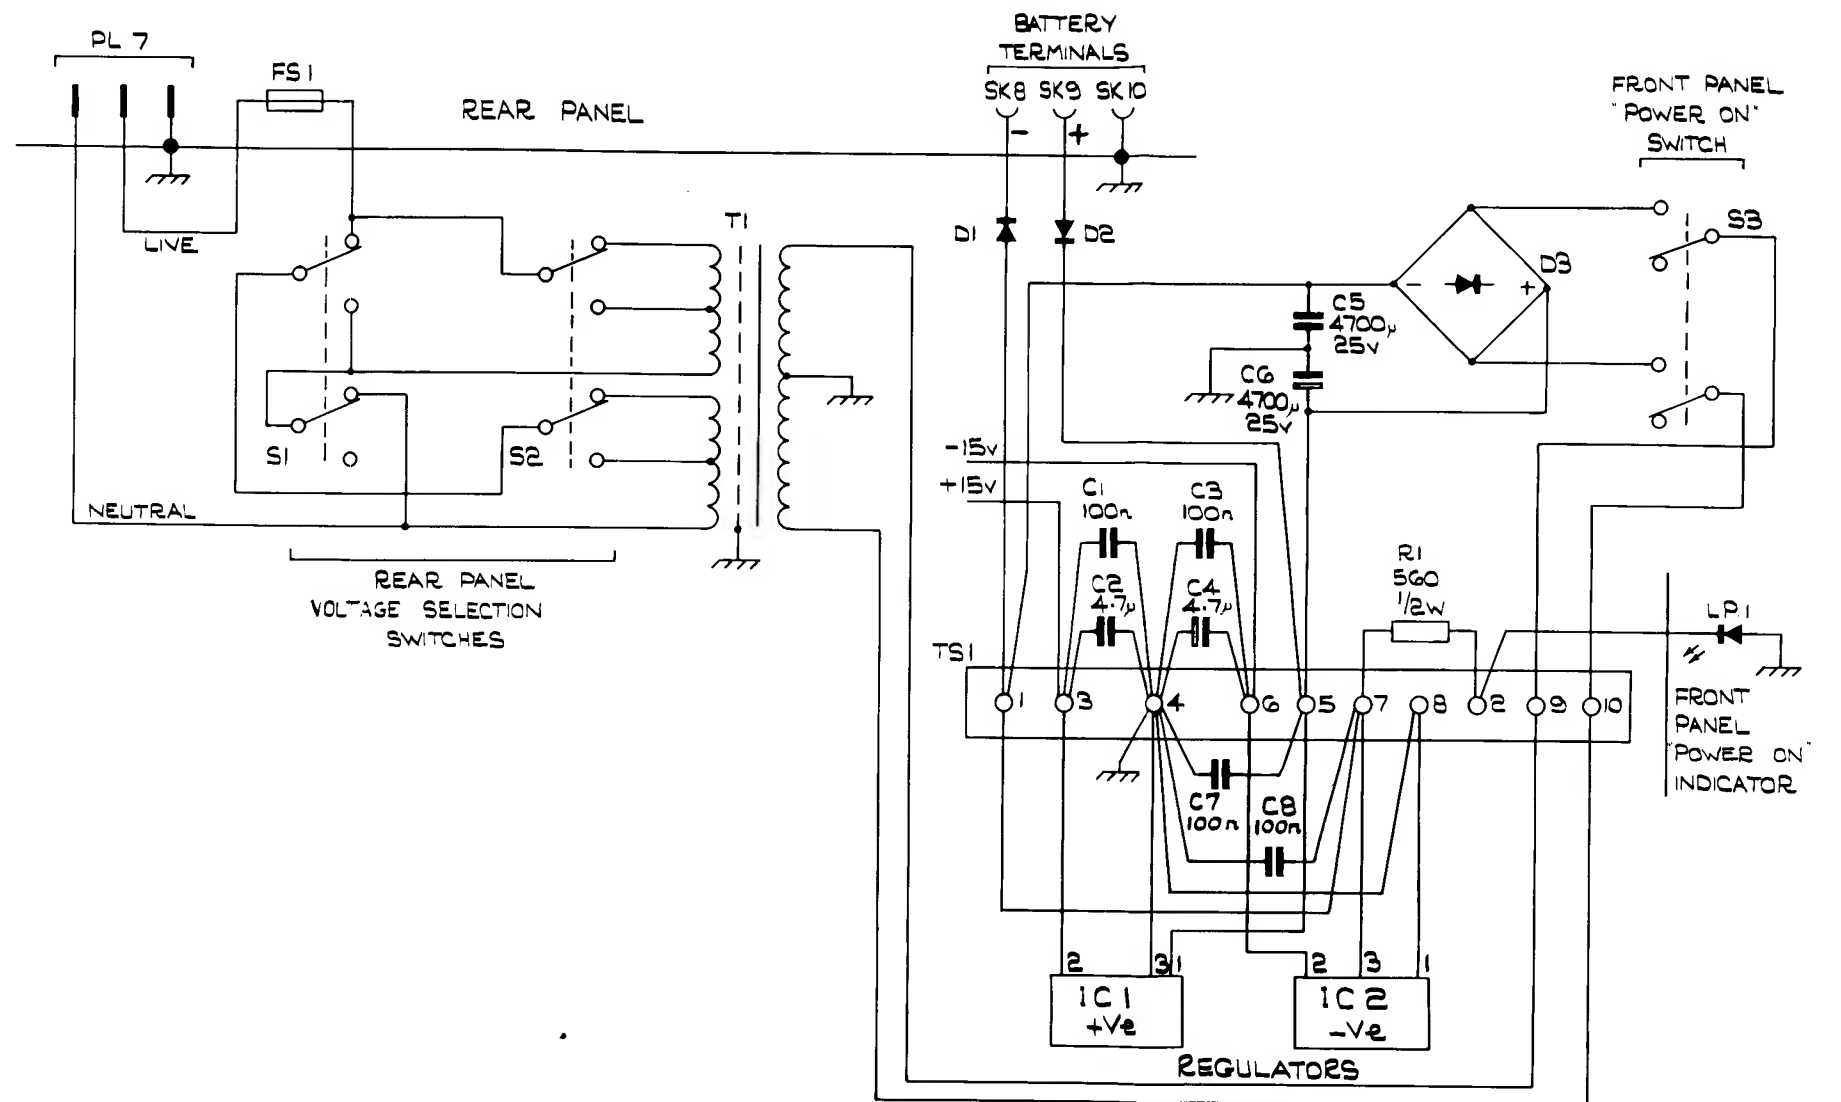 PL 7
FS1
REAR PANEL
LIVE
T1
S1
S2
NEUTRAL
REAR PANEL
VOLTAGE SELECTION
SWITCHES
BATTERY
TERMINALS
SK8 SK9 SK10
- +
D1
D2
FRONT PANEL
"POWER ON"
SWITCH
S3
D3
- +
C5
4700µ
25v
C6
4700µ
25v
-15v
+15v
C1
100n
C3
100n
C2
4.7µ
C4
4.7µ
R1
560
1/2W
LP.1
TS1
1 3 4 6 5 7 8 2 9 10
FRONT
PANEL
"POWER ON"
INDICATOR
C7
100n
C8
100n
2 3 1
IC1
+Ve
2 3 1
IC2
-Ve
REGULATORS